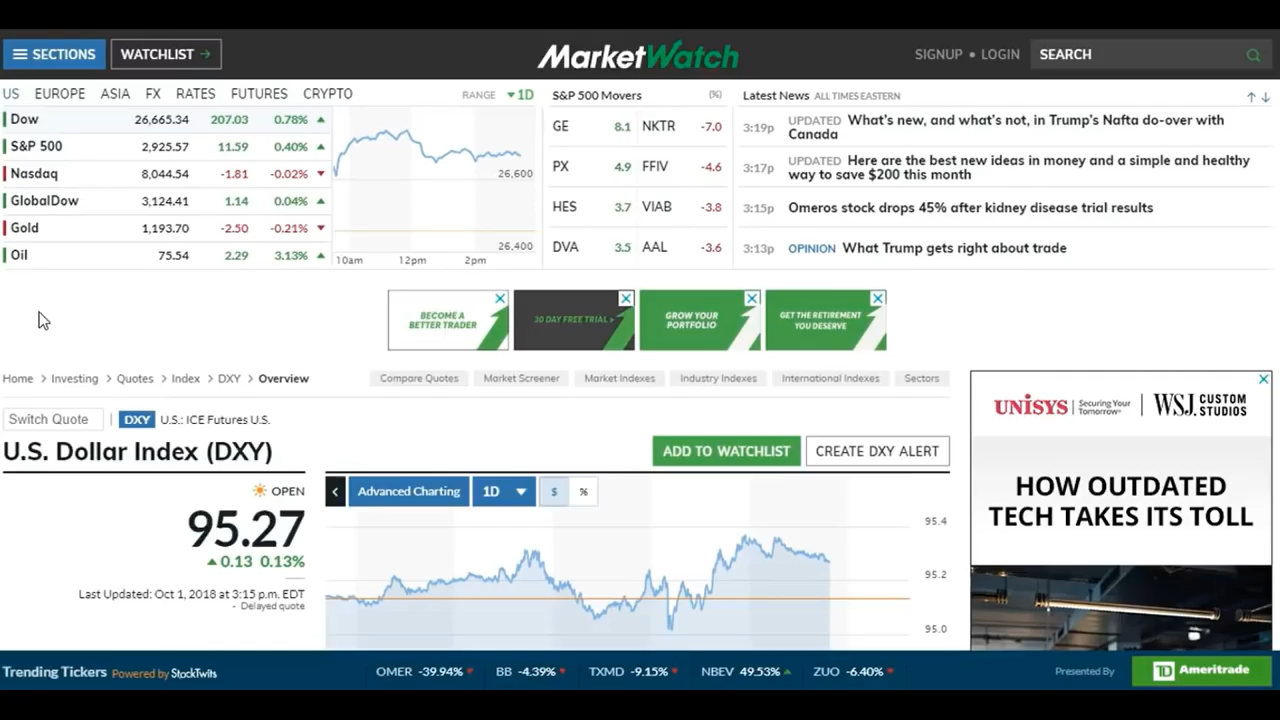 SECTIONS
WATCHLIST →
MarketWatch
SIGNUP • LOGIN
SEARCH
US EUROPE ASIA FX RATES FUTURES CRYPTO
RANGE 1D
Dow 26,665.34 207.03 0.78%
S&P 500 2,925.57 11.59 0.40%
Nasdaq 8,044.54 -1.81 -0.02%
GlobalDow 3,124.41 1.14 0.04%
Gold 1,193.70 -2.50 -0.21%
Oil 75.54 2.29 3.13%
26,600
26,400
10am 12pm 2pm
S&P 500 Movers (%)
GE 8.1 NKTR -7.0
PX 4.9 FFIV -4.6
HES 3.7 VIAB -3.8
DVA 3.5 AAL -3.6
Latest News ALL TIMES EASTERN
3:19p UPDATED What's new, and what's not, in Trump's Nafta do-over with
Canada
3:17p UPDATED Here are the best new ideas in money and a simple and healthy
way to save $200 this month
3:15p Omeros stock drops 45% after kidney disease trial results
3:13p OPINION What Trump gets right about trade
BECOME A
BETTER TRADER
30 DAY FREE TRIAL
GROW YOUR
PORTFOLIO
GET THE RETIREMENT
YOU DESERVE
Home > Investing > Quotes > Index > DXY > Overview
Compare Quotes Market Screener Market Indexes Industry Indexes International Indexes Sectors
Switch Quote | DXY U.S.: ICE Futures U.S.
U.S. Dollar Index (DXY)
ADD TO WATCHLIST CREATE DXY ALERT
OPEN
95.27
0.13 0.13%
Last Updated: Oct 1, 2018 at 3:15 p.m. EDT
- Delayed quote
Advanced Charting 1D $ %
95.4
95.2
95.0
UNISYS | Securing Your Tomorrow® | WSJ. CUSTOM STUDIOS
HOW OUTDATED
TECH TAKES ITS TOLL
Trending Tickers Powered by StockTwits
OMER -39.94% BB -4.39% TXMD -9.15% NBEV 49.53% ZUO -6.40%
Presented By TD Ameritrade